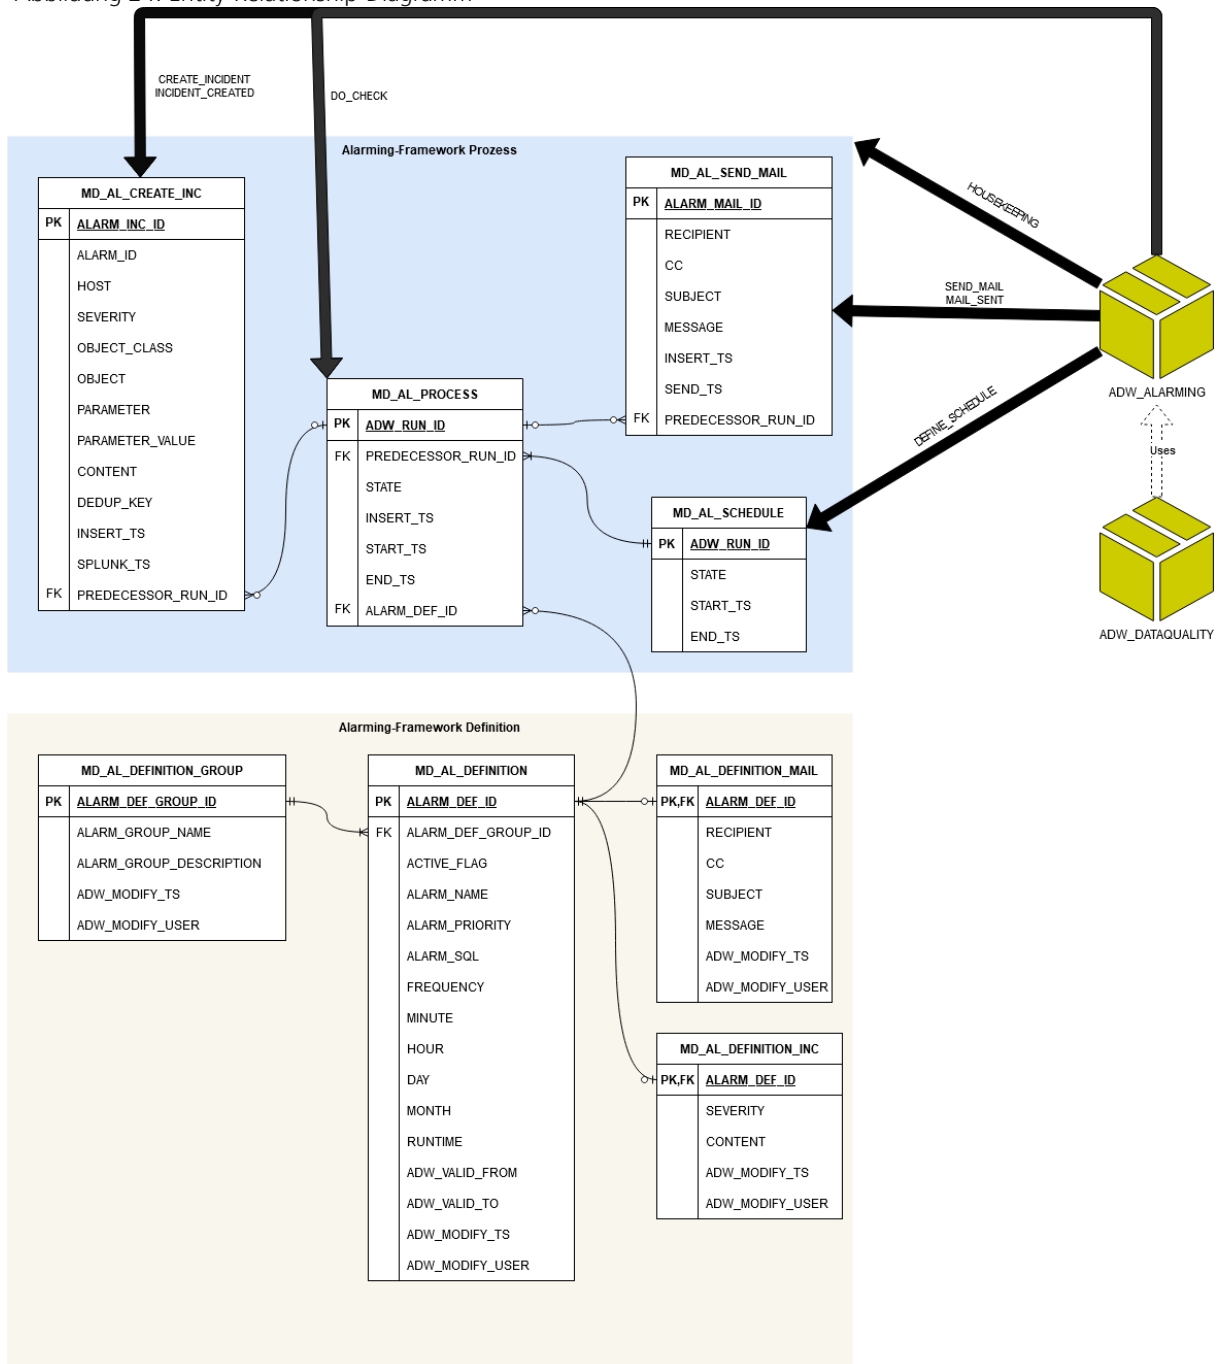 Abbildung 24: Entity-Relationship-Diagramm
CREATE_INCIDENT
INCIDENT_CREATED
DO_CHECK
Alarming-Framework Prozess
MD_AL_CREATE_INC
PK ALARM_INC_ID
ALARM_ID
HOST
SEVERITY
OBJECT_CLASS
OBJECT
PARAMETER
PARAMETER_VALUE
CONTENT
DEDUP_KEY
INSERT_TS
SPLUNK_TS
FK PREDECESSOR_RUN_ID
MD_AL_PROCESS
PK ADW_RUN_ID
FK PREDECESSOR_RUN_ID
STATE
INSERT_TS
START_TS
END_TS
FK ALARM_DEF_ID
MD_AL_SEND_MAIL
PK ALARM_MAIL_ID
RECIPIENT
CC
SUBJECT
MESSAGE
INSERT_TS
SEND_TS
FK PREDECESSOR_RUN_ID
MD_AL_SCHEDULE
PK ADW_RUN_ID
STATE
START_TS
END_TS
HOUSEKEEPING
SEND_MAIL
MAIL_SENT
DEFINE_SCHEDULE
ADW_ALARMING
Uses
ADW_DATAQUALITY
Alarming-Framework Definition
MD_AL_DEFINITION_GROUP
PK ALARM_DEF_GROUP_ID
ALARM_GROUP_NAME
ALARM_GROUP_DESCRIPTION
ADW_MODIFY_TS
ADW_MODIFY_USER
MD_AL_DEFINITION
PK ALARM_DEF_ID
FK ALARM_DEF_GROUP_ID
ACTIVE_FLAG
ALARM_NAME
ALARM_PRIORITY
ALARM_SQL
FREQUENCY
MINUTE
HOUR
DAY
MONTH
RUNTIME
ADW_VALID_FROM
ADW_VALID_TO
ADW_MODIFY_TS
ADW_MODIFY_USER
MD_AL_DEFINITION_MAIL
PK,FK ALARM_DEF_ID
RECIPIENT
CC
SUBJECT
MESSAGE
ADW_MODIFY_TS
ADW_MODIFY_USER
MD_AL_DEFINITION_INC
PK,FK ALARM_DEF_ID
SEVERITY
CONTENT
ADW_MODIFY_TS
ADW_MODIFY_USER